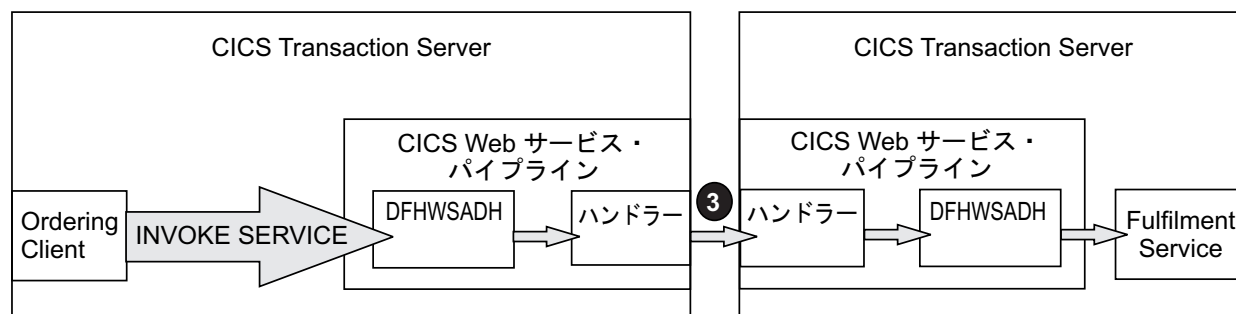 CICS Transaction Server
CICS Web サービス・
パイプライン
Ordering
Client
INVOKE SERVICE
DFHWSADH
ハンドラー
3
CICS Transaction Server
CICS Web サービス・
パイプライン
ハンドラー
DFHWSADH
Fulfilment
Service